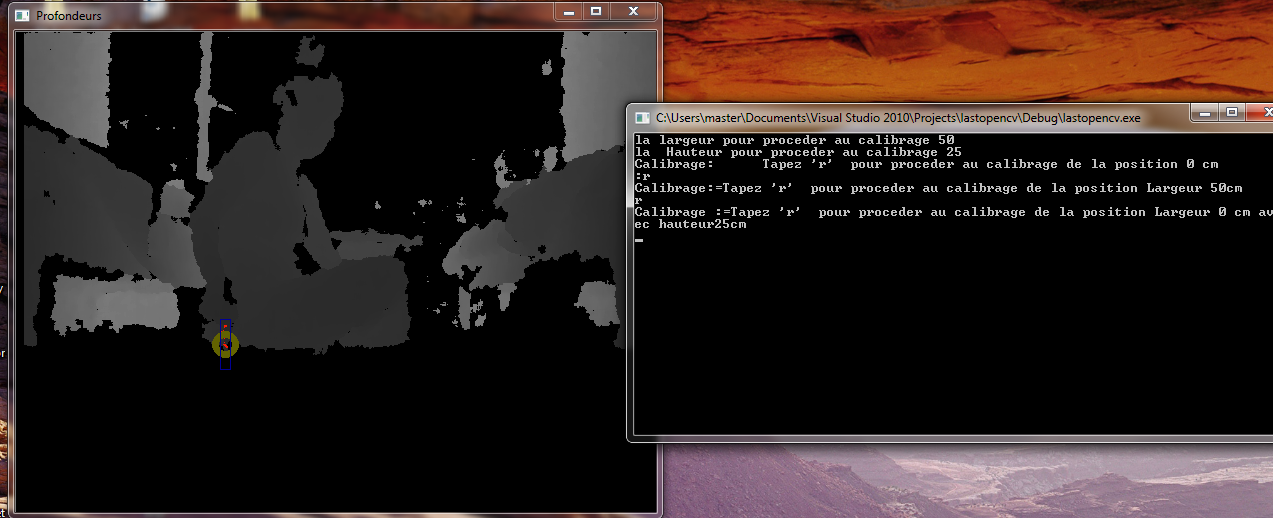 Profondeurs
C:\Users\master\Documents\Visual Studio 2010\Projects\lastopencv\Debug\lastopencv.exe
la largeur pour proceder au calibrage 50
la  Hauteur pour proceder au calibrage 25
Calibrage:      Tapez 'r'  pour proceder au calibrage de la position 0 cm
:r
Calibrage:=Tapez 'r'  pour proceder au calibrage de la position Largeur 50cm
r
Calibrage :=Tapez 'r'  pour proceder au calibrage de la position Largeur 0 cm av
ec hauteur25cm